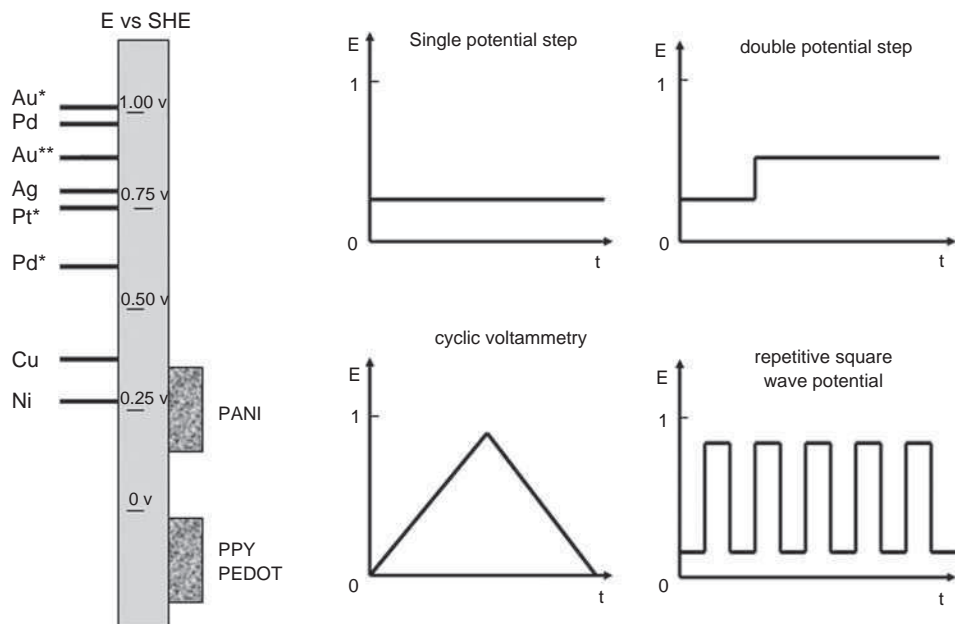 E vs SHE
Au*
Pd
Au**
Ag
Pt*
Pd*
Cu
Ni
1.00 v
0.75 v
0.50 v
0.25 v
0 v
PANI
PPY
PEDOT
E
Single potential step
1
0
t
E
double potential step
1
0
t
cyclic voltammetry
E
1
0
t
repetitive square
wave potential
E
1
0
t